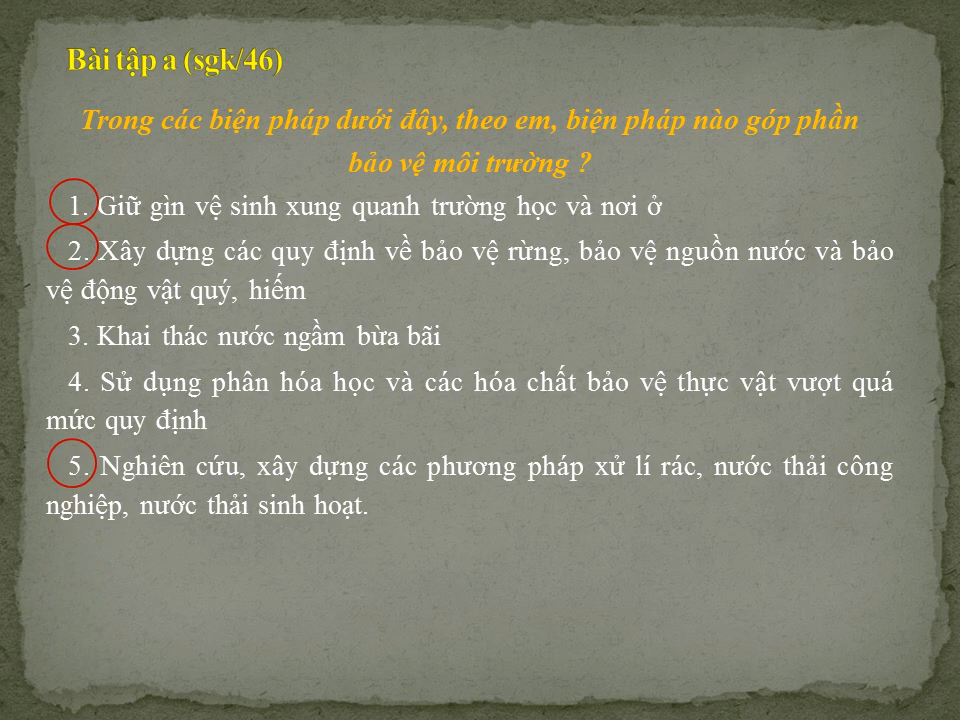 Bài tập a (sgk/46)
Trong các biện pháp dưới đây, theo em, biện pháp nào góp phần
bảo vệ môi trường ?
1. Giữ gìn vệ sinh xung quanh trường học và nơi ở
2. Xây dựng các quy định về bảo vệ rừng, bảo vệ nguồn nước và bảo
vệ động vật quý, hiếm
3. Khai thác nước ngầm bừa bãi
4. Sử dụng phân hóa học và các hóa chất bảo vệ thực vật vượt quá
mức quy định
5. Nghiên cứu, xây dựng các phương pháp xử lí rác, nước thải công
nghiệp, nước thải sinh hoạt.